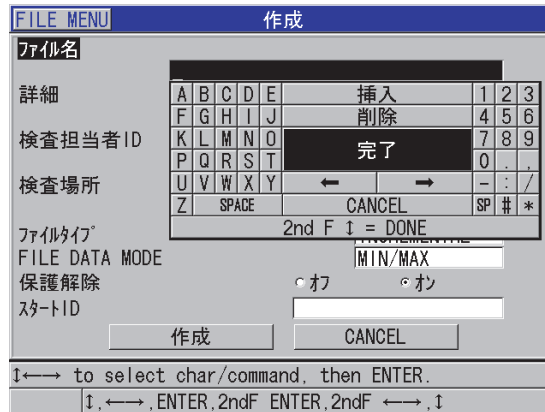 FILE MENU 作成
ファイル名
詳細
検査担当者ID
検査場所
ファイルタイプ
FILE DATA MODE
保護解除
スタートID
A B C D E 挿入 1 2 3
F G H I J 削除 4 5 6
K L M N O 完了 7 8 9
P Q R S T 0 . ,
U V W X Y ← → - : /
Z SPACE CANCEL SP # *
2nd F ↕ = DONE
INCREMENTAL
MIN/MAX
オフ オン
作成 CANCEL
↕←→ to select char/command, then ENTER.
↕,←→,ENTER,2ndF ENTER,2ndF ←→,↕